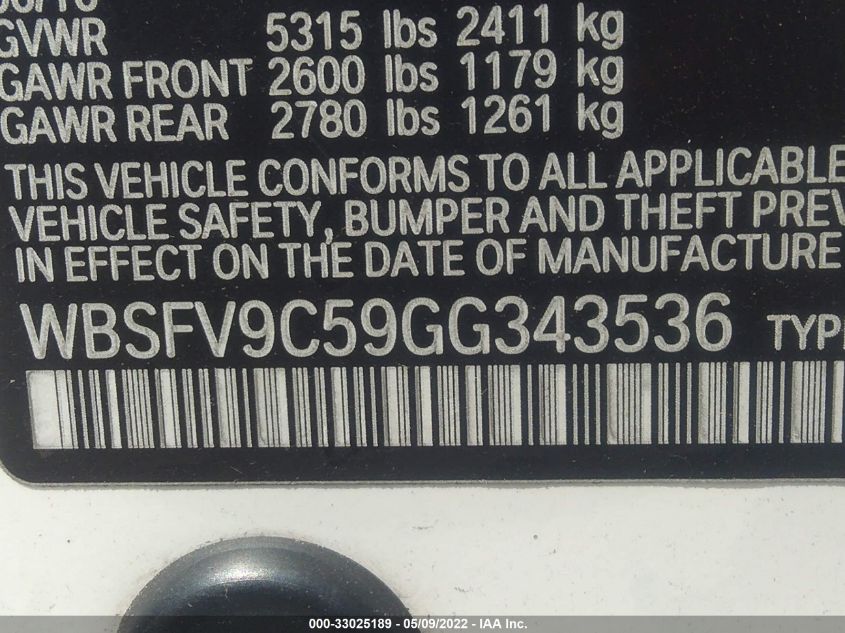 GVWR 5315 lbs 2411 kg
GAWR FRONT 2600 lbs 1179 kg
GAWR REAR 2780 lbs 1261 kg
THIS VEHICLE CONFORMS TO ALL APPLICABLE
VEHICLE SAFETY, BUMPER AND THEFT PREV
IN EFFECT ON THE DATE OF MANUFACTURE
WBSFV9C59GG343536 TYP
000-33025189 - 05/09/2022 - IAA Inc.